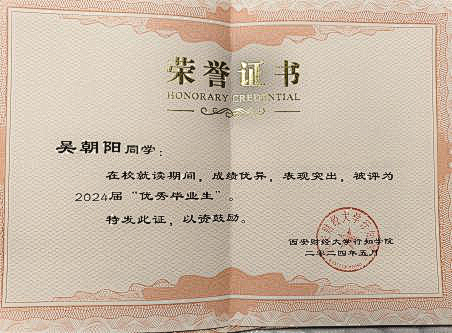 荣誉证书
HONORARY CREDENTIAL
吴朝阳同学：
在校就读期间，成绩优异，表现突出，被评为
2024届“优秀毕业生”。
特发此证，以资鼓励。
西安财经大学行知学院
二零二四年五月